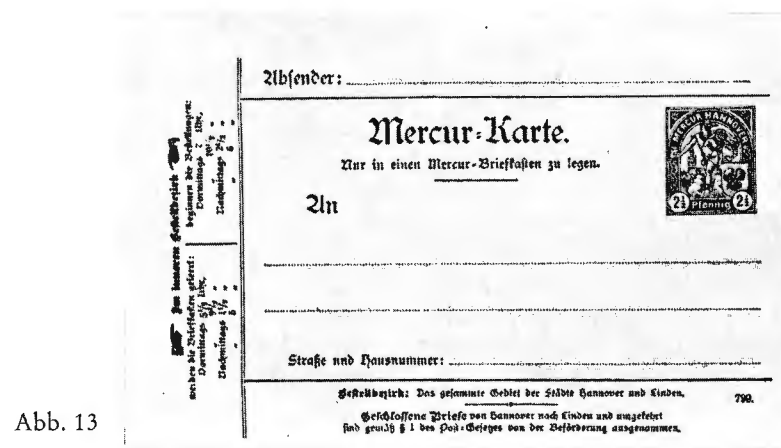 Absender:
Mercur-Karte.
Nur in einen Mercur-Briefkasten zu legen.
An
MERCUR HANNOVER
2½ Pfennig 2½
Straße und Hausnummer:
Bestellbezirk: Das gesammte Gebiet der Städte Hannover und Linden.
799.
Geschlossene Briefe von Hannover nach Linden und umgekehrt
sind gemäß § 1 des Post-Gesetzes von der Beförderung ausgenommen.
Im inneren Bestellbezirk
werden die Briefkasten geleert:
Vormittags
Nachmittags
beginnen die Bestellungen:
Vormittags 7 Uhr,
Nachmittags
Abb. 13